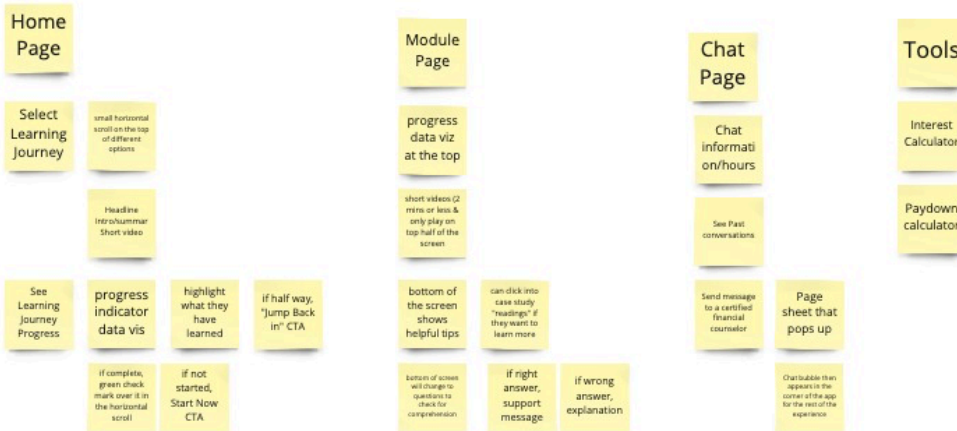 Home
Page
Select
Learning
Journey
small horizontal
scroll on the top
of different
options
Headline
Intro/summar
Short video
See
Learning
Journey
Progress
progress
indicator
data vis
highlight
what they
have
learned
if half way,
"Jump Back
in" CTA
if complete,
green check
mark over it in
the horizontal
scroll
if not
started,
Start Now
CTA
Module
Page
progress
data viz
at the top
short videos (2
mins or less &
only play on
top half of the
screen
bottom of
the screen
shows
helpful tips
can click into
case study
"readings" if
they want to
learn more
bottom of screen
will change to
questions to
check for
comprehension
if right
answer,
support
message
if wrong
answer,
explanation
Chat
Page
Chat
informati
on/hours
See Past
conversations
Send message
to a certified
financial
counselor
Page
sheet that
pops up
Chat bubble then
appears in the
corner of the app
for the rest of the
experience
Tools
Interest
Calculator
Paydown
calculator